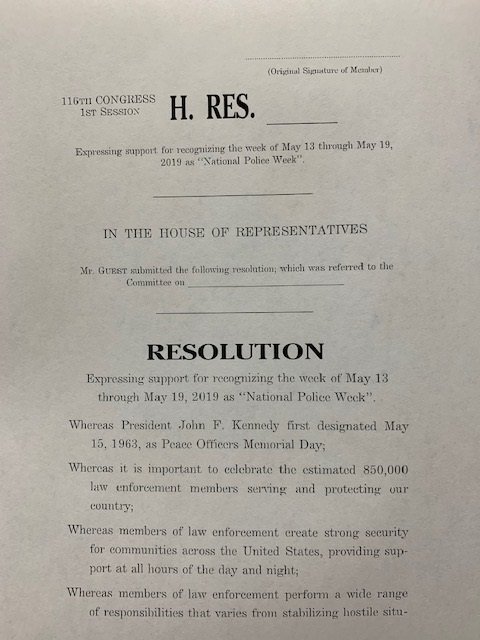 (Original Signature of Member)
116TH CONGRESS
1ST SESSION
H. RES.
Expressing support for recognizing the week of May 13 through May 19,
2019 as “National Police Week”.
IN THE HOUSE OF REPRESENTATIVES
Mr. GUEST submitted the following resolution; which was referred to the
Committee on
RESOLUTION
Expressing support for recognizing the week of May 13
through May 19, 2019 as “National Police Week”.
Whereas President John F. Kennedy first designated May
15, 1963, as Peace Officers Memorial Day;
Whereas it is important to celebrate the estimated 850,000
law enforcement members serving and protecting our
country;
Whereas members of law enforcement create strong security
for communities across the United States, providing sup-
port at all hours of the day and night;
Whereas members of law enforcement perform a wide range
of responsibilities that varies from stabilizing hostile situ-